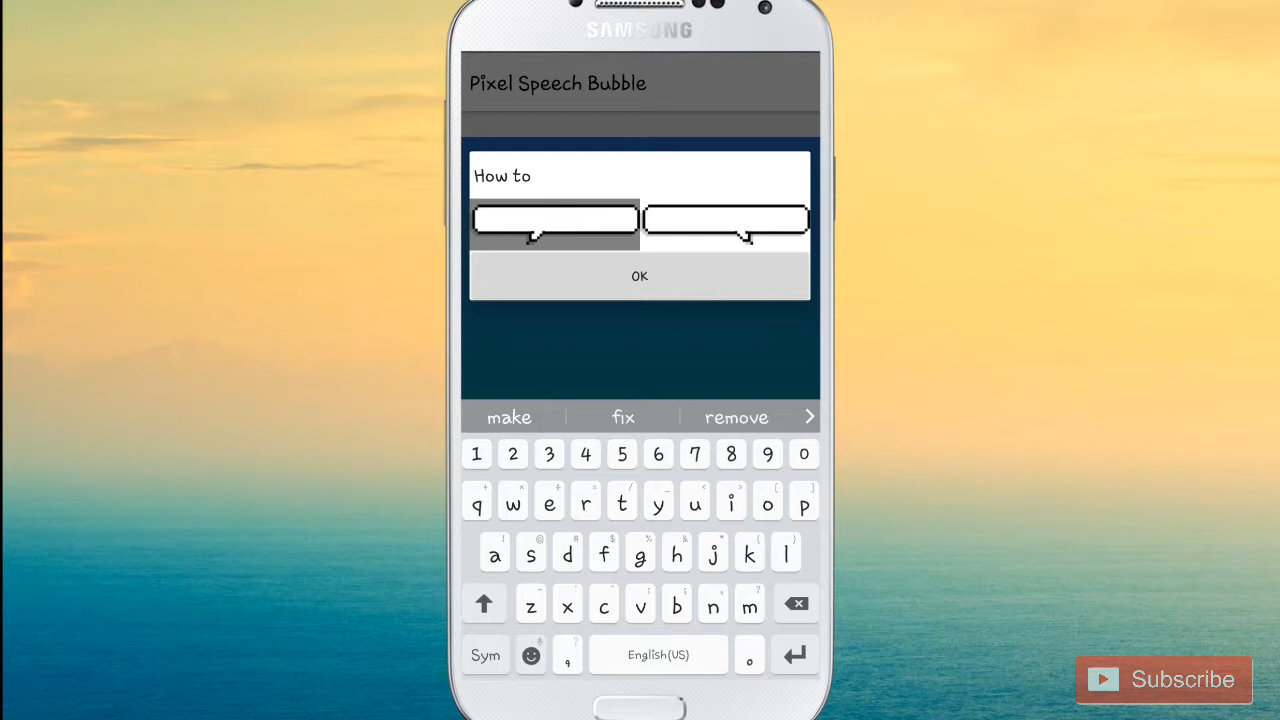 SAMSUNG
Pixel Speech Bubble
How to
OK
make fix remove
1 2 3 4 5 6 7 8 9 0
q w e r t y u i o p
a s d f g h j k l
z x c v b n m
Sym , English(US) .
Subscribe